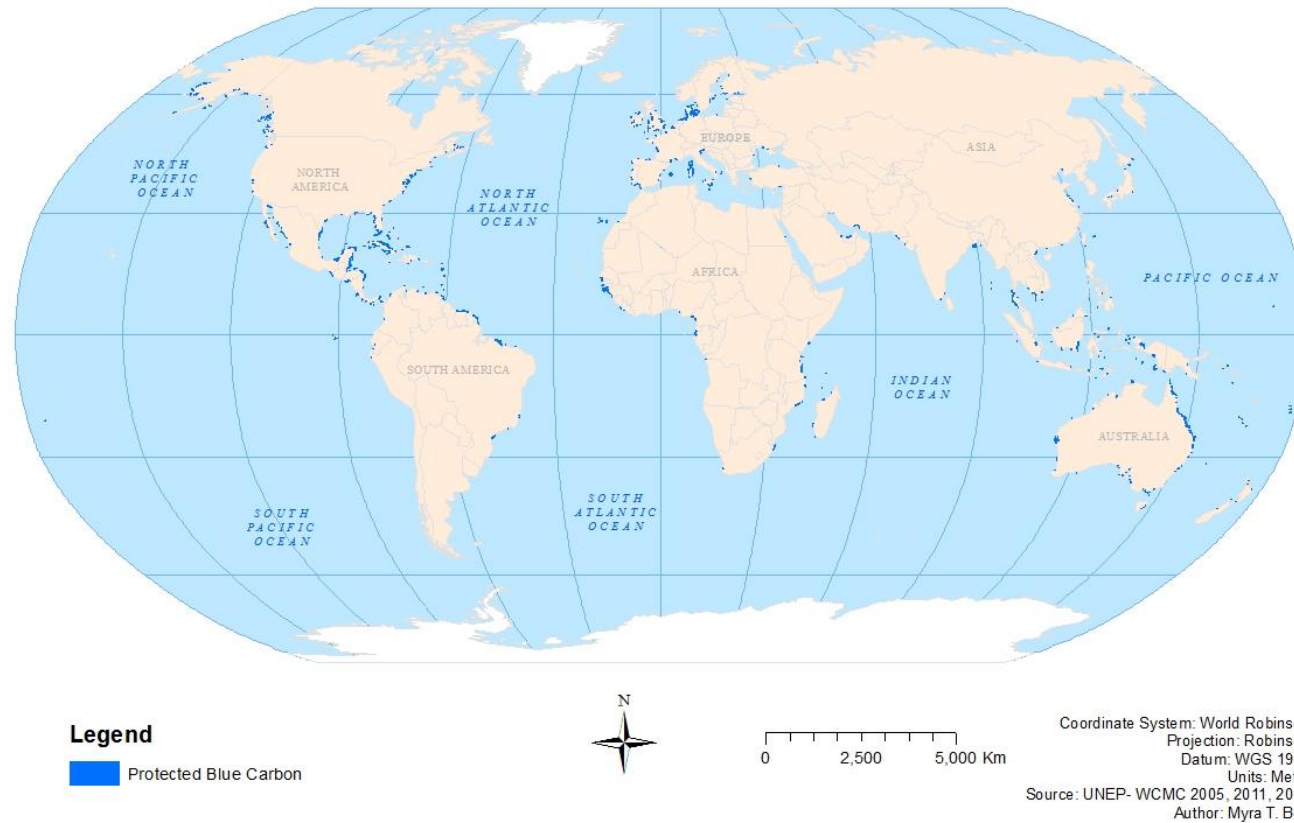 EUROPE
ASIA
NORTH
PACIFIC
OCEAN
NORTH
AMERICA
NORTH
ATLANTIC
OCEAN
AFRICA
PACIFIC OCEAN
SOUTH AMERICA
INDIAN
OCEAN
AUSTRALIA
SOUTH
PACIFIC
OCEAN
SOUTH
ATLANTIC
OCEAN
N
Legend
Protected Blue Carbon
0 2,500 5,000 Km
Coordinate System: World Robins
Projection: Robins
Datum: WGS 19
Units: Me
Source: UNEP- WCMC 2005, 2011, 20
Author: Myra T. B